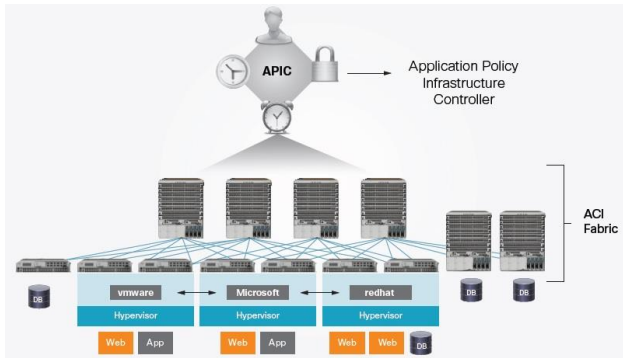 APIC
Application Policy
Infrastructure
Controller
ACI
Fabric
vmware
Microsoft
redhat
DB
DB
DB
Hypervisor
Hypervisor
Hypervisor
Web
App
Web
App
Web
Web
DB